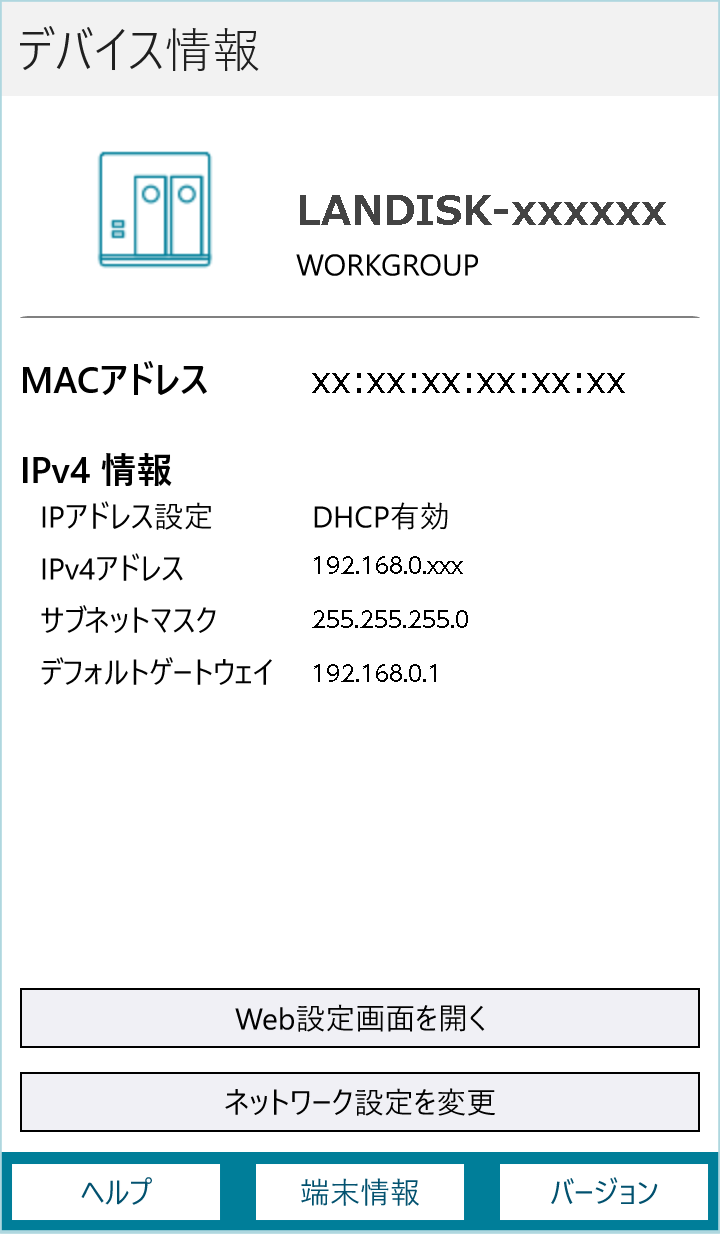 デバイス情報
LANDISK-xxxxxx
WORKGROUP
MACアドレス xx:xx:xx:xx:xx:xx
IPv4 情報
IPアドレス設定 DHCP有効
IPv4アドレス 192.168.0.xxx
サブネットマスク 255.255.255.0
デフォルトゲートウェイ 192.168.0.1
Web設定画面を開く
ネットワーク設定を変更
ヘルプ 端末情報 バージョン